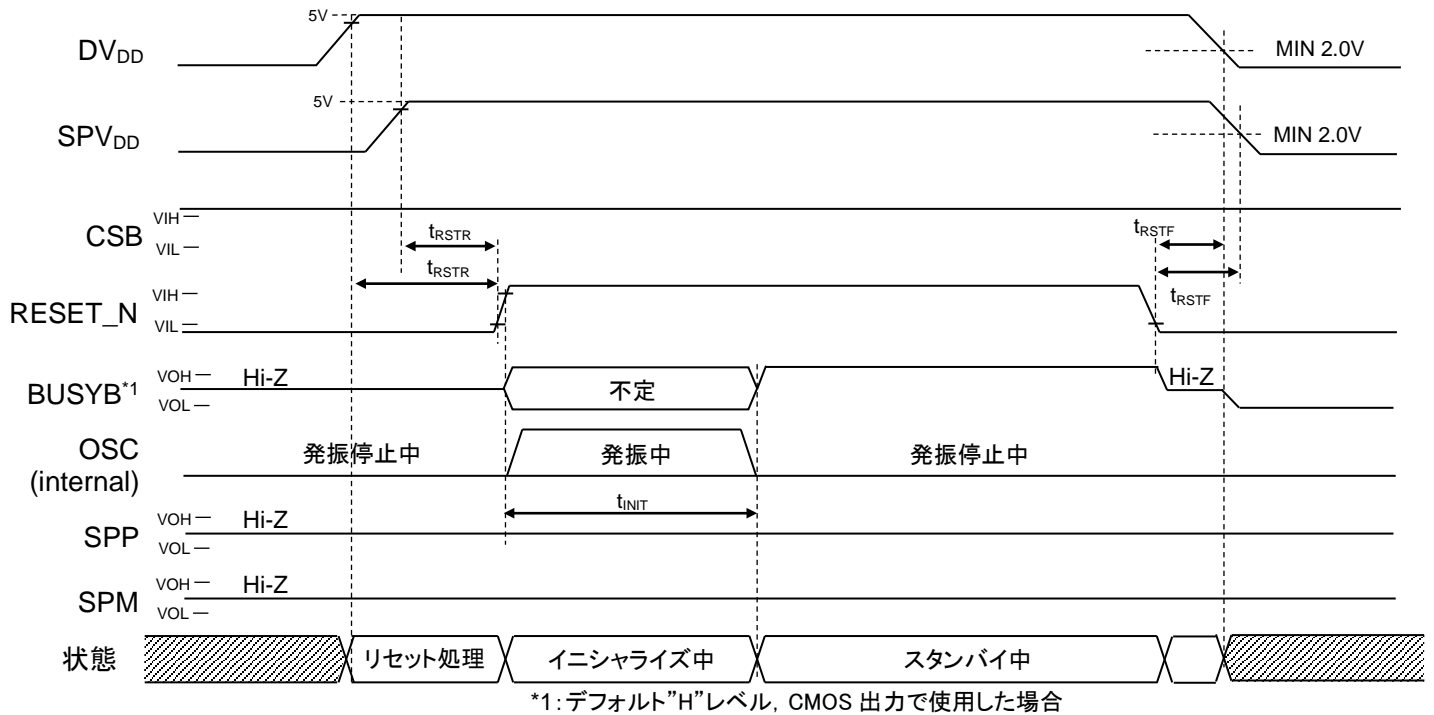 5V
DVDD
MIN 2.0V
5V
SPVDD
MIN 2.0V
VIH
CSB
VIL
tRSTR
tRSTF
tRSTR
tRSTF
VIH
RESET_N
VIL
VOH
Hi-Z
BUSYB*1
VOL
不定
Hi-Z
OSC
(internal)
発振停止中
発振中
発振停止中
tINIT
VOH
Hi-Z
SPP
VOL
VOH
Hi-Z
SPM
VOL
状態
リセット処理
イニシャライズ中
スタンバイ中
*1:デフォルト”H”レベル, CMOS 出力で使用した場合